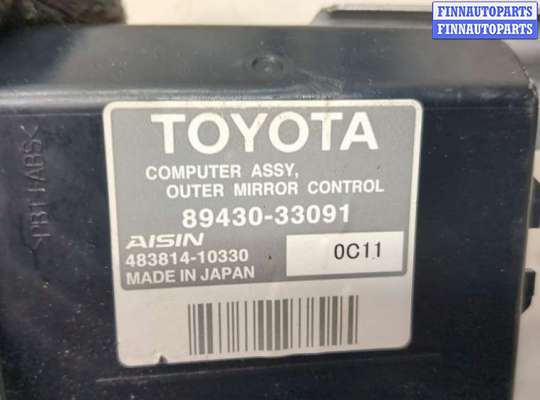 FINNAUTOPARTS
FINNAUTOPARTS
TOYOTA
COMPUTER ASSY,
OUTER MIRROR CONTROL
89430-33091
AISIN
483814-10330
0C11
MADE IN JAPAN
>PBT+ABS<